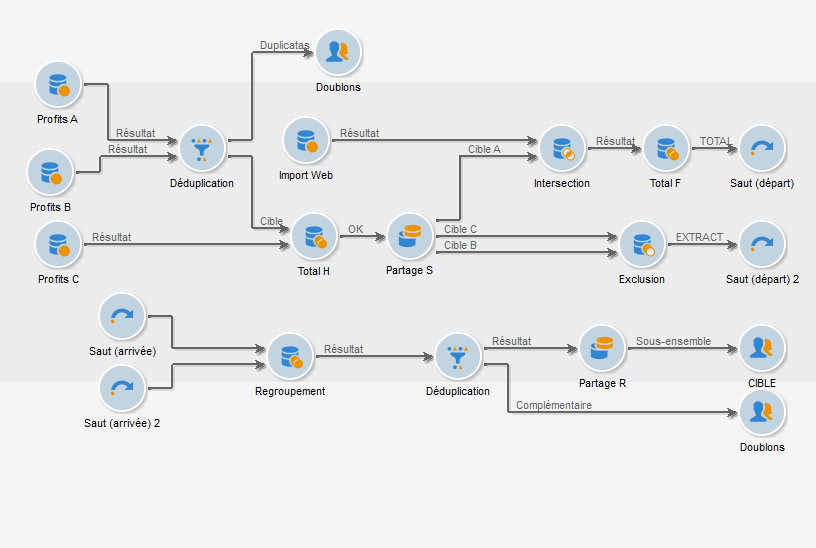 Duplicatas
Doublons
Profits A
Résultat
Résultat
Profits B
Déduplication
Import Web
Résultat
Cible A
Intersection
Résultat
Total F
TOTAL
Saut (départ)
Cible
Résultat
Profits C
Total H
OK
Partage S
Cible C
Cible B
Exclusion
EXTRACT
Saut (départ) 2
Saut (arrivée)
Saut (arrivée) 2
Regroupement
Résultat
Déduplication
Résultat
Partage R
Sous-ensemble
CIBLE
Complémentaire
Doublons